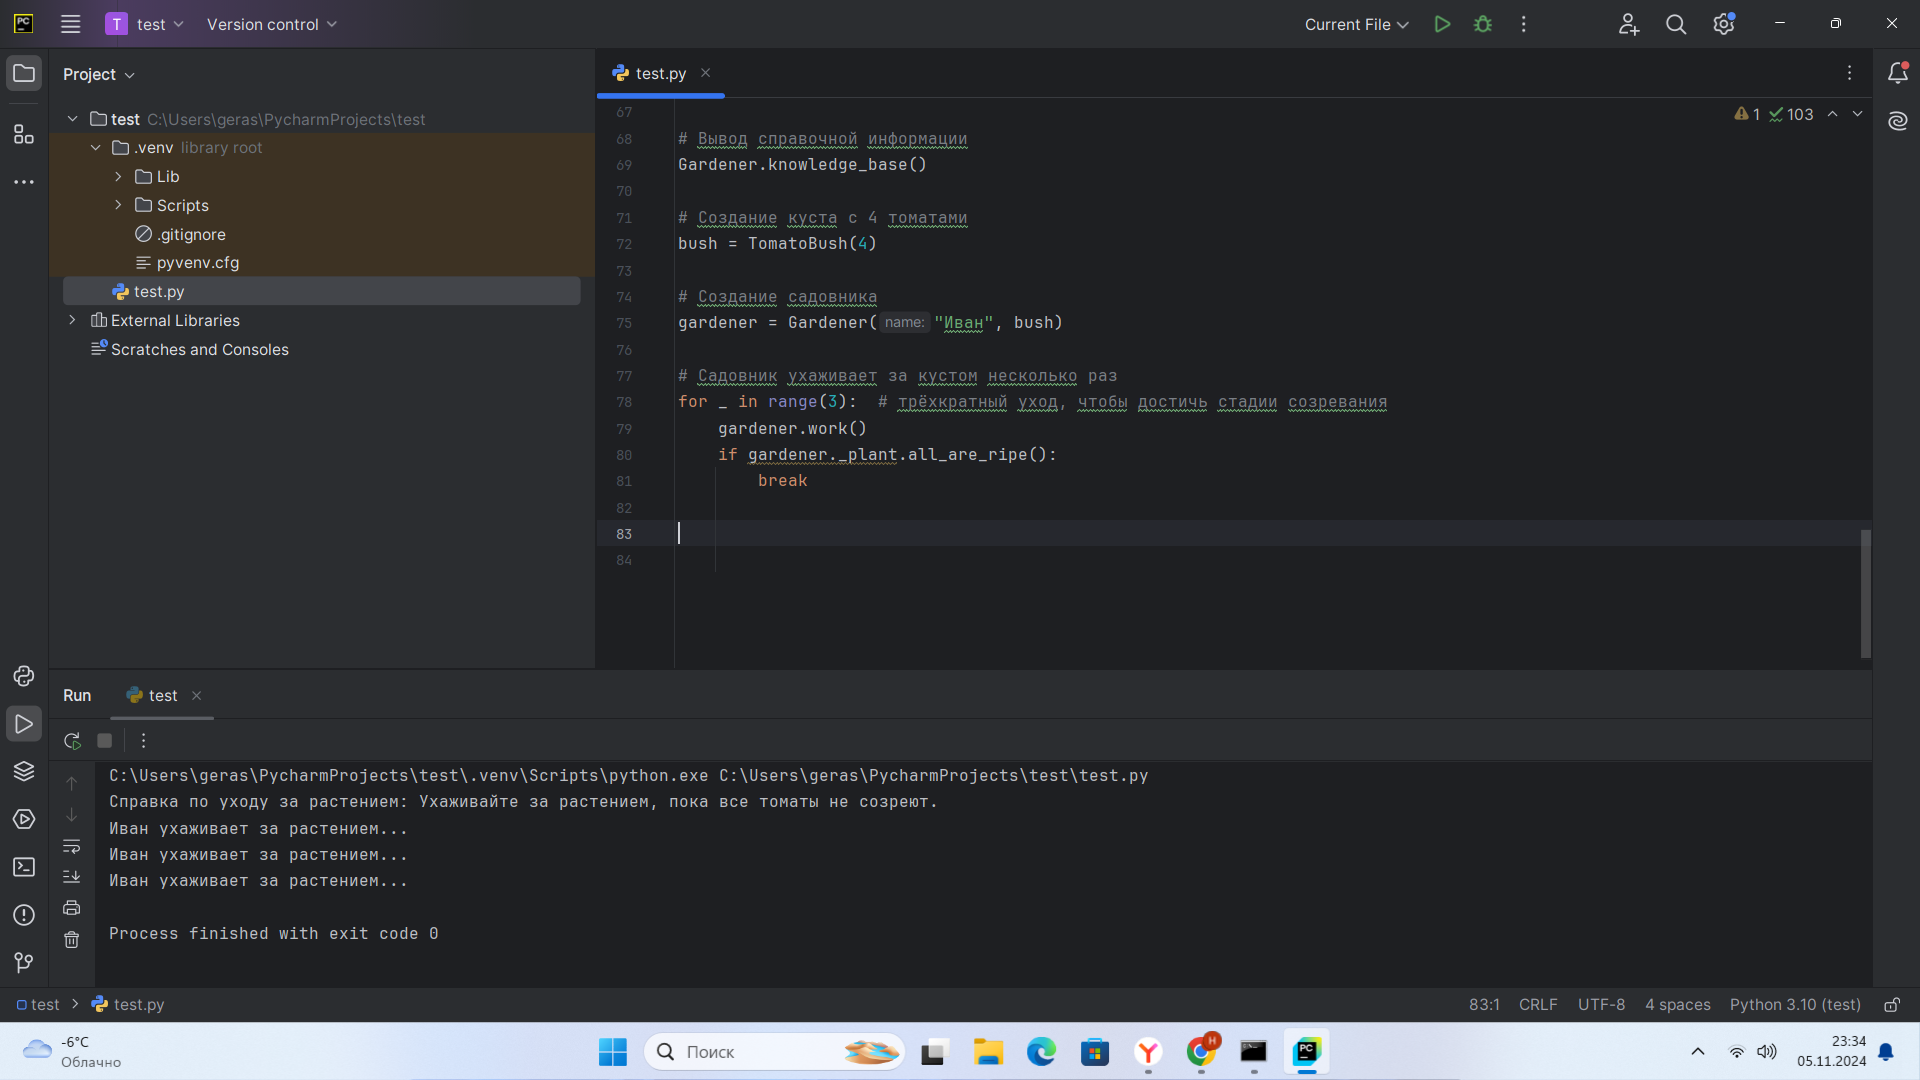 PC
T test Version control Current File
Project
test.py
test C:\Users\geras\PycharmProjects\test
.venv library root
Lib
Scripts
.gitignore
pyvenv.cfg
test.py
External Libraries
Scratches and Consoles
1 103
67
68 # Вывод справочной информации
69 Gardener.knowledge_base()
70
71 # Создание куста с 4 томатами
72 bush = TomatoBush(4)
73
74 # Создание садовника
75 gardener = Gardener( name: "Иван", bush)
76
77 # Садовник ухаживает за кустом несколько раз
78 for _ in range(3):  # трёхкратный уход, чтобы достичь стадии созревания
79     gardener.work()
80     if gardener._plant.all_are_ripe():
81         break
82
83
84
Run test
C:\Users\geras\PycharmProjects\test\.venv\Scripts\python.exe C:\Users\geras\PycharmProjects\test\test.py
Справка по уходу за растением: Ухаживайте за растением, пока все томаты не созреют.
Иван ухаживает за растением...
Иван ухаживает за растением...
Иван ухаживает за растением...
Process finished with exit code 0
test > test.py 83:1 CRLF UTF-8 4 spaces Python 3.10 (test)
-6°C
Облачно
Поиск
H
PC
23:34
05.11.2024